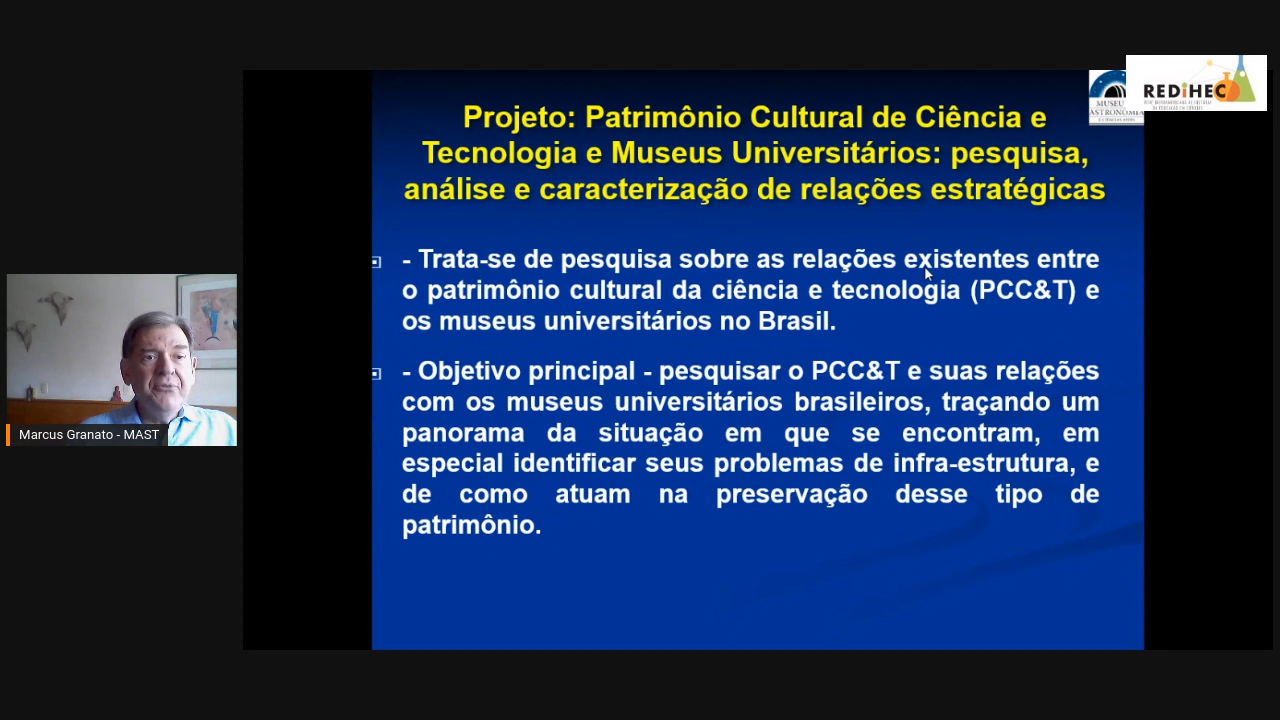 Projeto: Patrimônio Cultural de Ciência e
Tecnologia e Museus Universitários: pesquisa,
análise e caracterização de relações estratégicas
MUSEU
ASTRONOMIA
REDiHEC
- Trata-se de pesquisa sobre as relações existentes entre
o patrimônio cultural da ciência e tecnologia (PCC&T) e
os museus universitários no Brasil.
- Objetivo principal - pesquisar o PCC&T e suas relações
com os museus universitários brasileiros, traçando um
panorama da situação em que se encontram, em
especial identificar seus problemas de infra-estrutura, e
de como atuam na preservação desse tipo de
patrimônio.
Marcus Granato - MAST